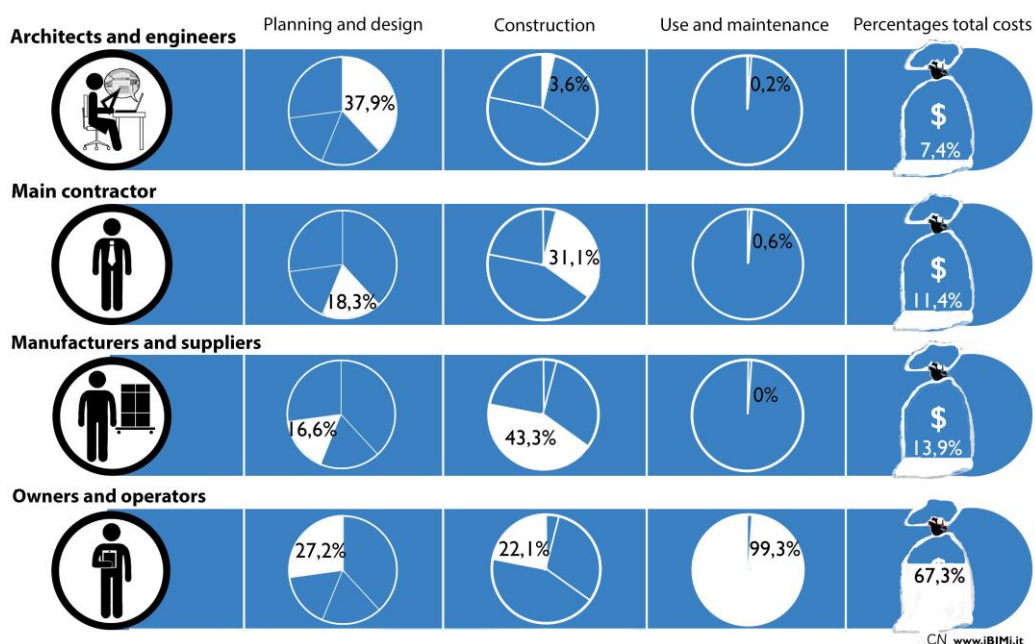 Planning and design Construction Use and maintenance Percentages total costs
Architects and engineers
37,9% 3,6% 0,2% $
7,4%
Main contractor
18,3% 31,1% 0,6% $
11,4%
Manufacturers and suppliers
16,6% 43,3% 0% $
13,9%
Owners and operators
27,2% 22,1% 99,3% 67,3%
CN www.iBIMi.it